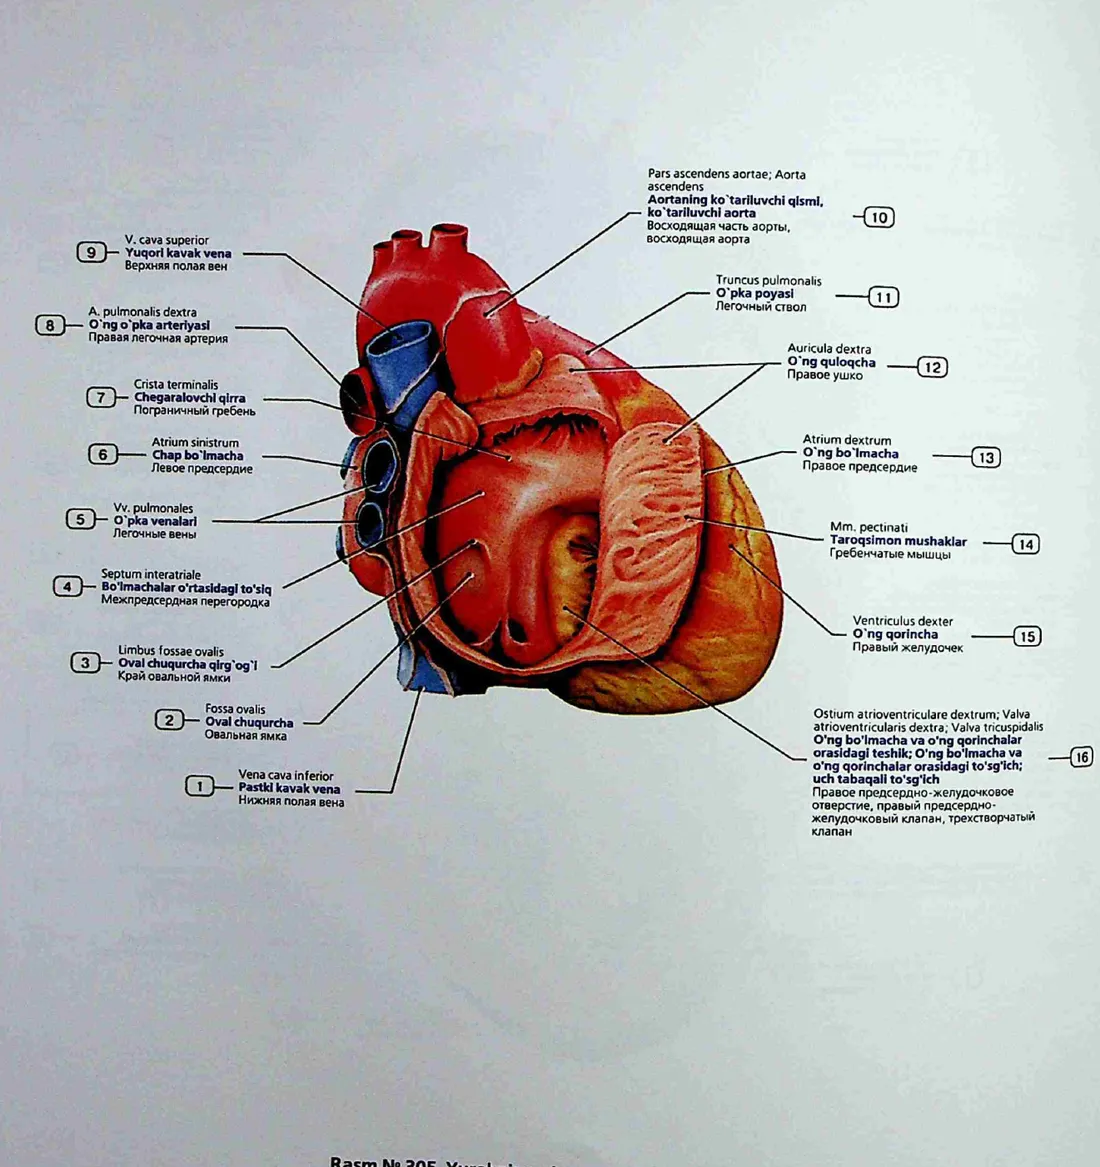 Pars ascendens aortae; Aorta
ascendens
Aortaning ko`tariluvchi qismi,
ko`tariluvchi aorta
Восходящая часть аорты,
восходящая аорта
10
9
V. cava superior
Yuqori kavak vena
Верхняя полая вен
Truncus pulmonalis
O`pka poyasi
Легочный ствол
11
8
A. pulmonalis dextra
O`ng o`pka arteriyasi
Правая легочная артерия
Auricula dextra
O`ng quloqcha
Правое ушко
12
7
Crista terminalis
Chegaralovchi qirra
Пограничный гребень
6
Atrium sinistrum
Chap bo`lmacha
Левое предсердие
Atrium dextrum
O`ng bo`lmacha
Правое предсердие
13
5
Vv. pulmonales
O`pka venalari
Легочные вены
Mm. pectinati
Taroqsimon mushaklar
Гребенчатые мышцы
14
4
Septum interatriale
Bo'lmachalar o'rtasidagi to'siq
Межпредсердная перегородка
Ventriculus dexter
O`ng qorincha
Правый желудочек
15
3
Limbus fossae ovalis
Oval chuqurcha qirg`og`i
Край овальной ямки
2
Fossa ovalis
Oval chuqurcha
Овальная ямка
Ostium atrioventriculare dextrum; Valva
atrioventricularis dextra; Valva tricuspidalis
O'ng bo'lmacha va o'ng qorinchalar
orasidagi teshik; O'ng bo'lmacha va
o'ng qorinchalar orasidagi to'sg'ich;
uch tabaqali to'sg'ich
Правое предсердно-желудочковое
отверстие, правый предсердно-
желудочковый клапан, трехстворчатый
клапан
16
1
Vena cava inferior
Pastki kavak vena
Нижняя полая вена
Rasm № 305.